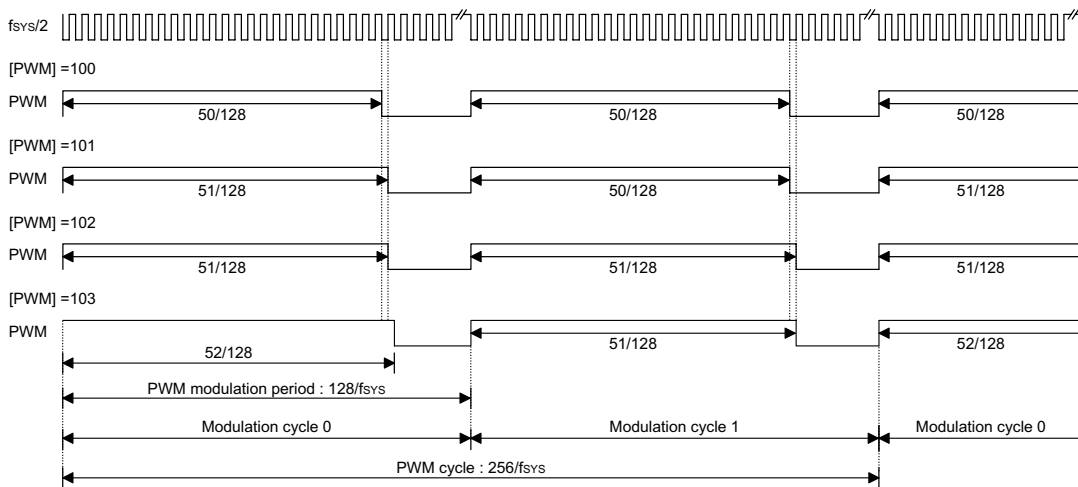 fSYS/2
[PWM] =100
PWM
50/128 50/128 50/128
[PWM] =101
PWM
51/128 50/128 51/128
[PWM] =102
PWM
51/128 51/128 51/128
[PWM] =103
PWM
52/128 51/128 52/128
PWM modulation period : 128/fSYS
Modulation cycle 0 Modulation cycle 1 Modulation cycle 0
PWM cycle : 256/fSYS